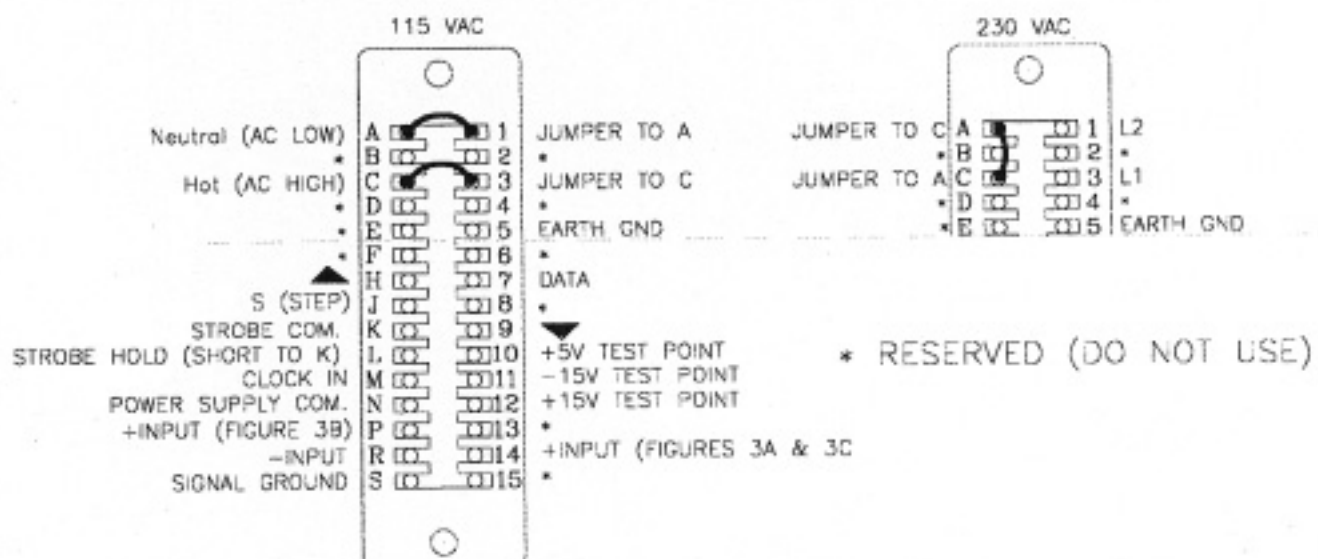 115 VAC
230 VAC
Neutral (AC LOW) A 1 JUMPER TO A
* B 2 *
Hot (AC HIGH) C 3 JUMPER TO C
* D 4 *
* E 5 EARTH GND
* F 6 *
H 7 DATA
S (STEP) J 8 *
STROBE COM. K 9
STROBE HOLD (SHORT TO K) L 10 +5V TEST POINT
CLOCK IN M 11 -15V TEST POINT
POWER SUPPLY COM. N 12 +15V TEST POINT
+INPUT (FIGURE 3B) P 13 *
-INPUT R 14 +INPUT (FIGURES 3A & 3C
SIGNAL GROUND S 15 *
JUMPER TO C A 1 L2
* B 2 *
JUMPER TO A C 3 L1
* D 4 *
* E 5 EARTH GND
* RESERVED (DO NOT USE)